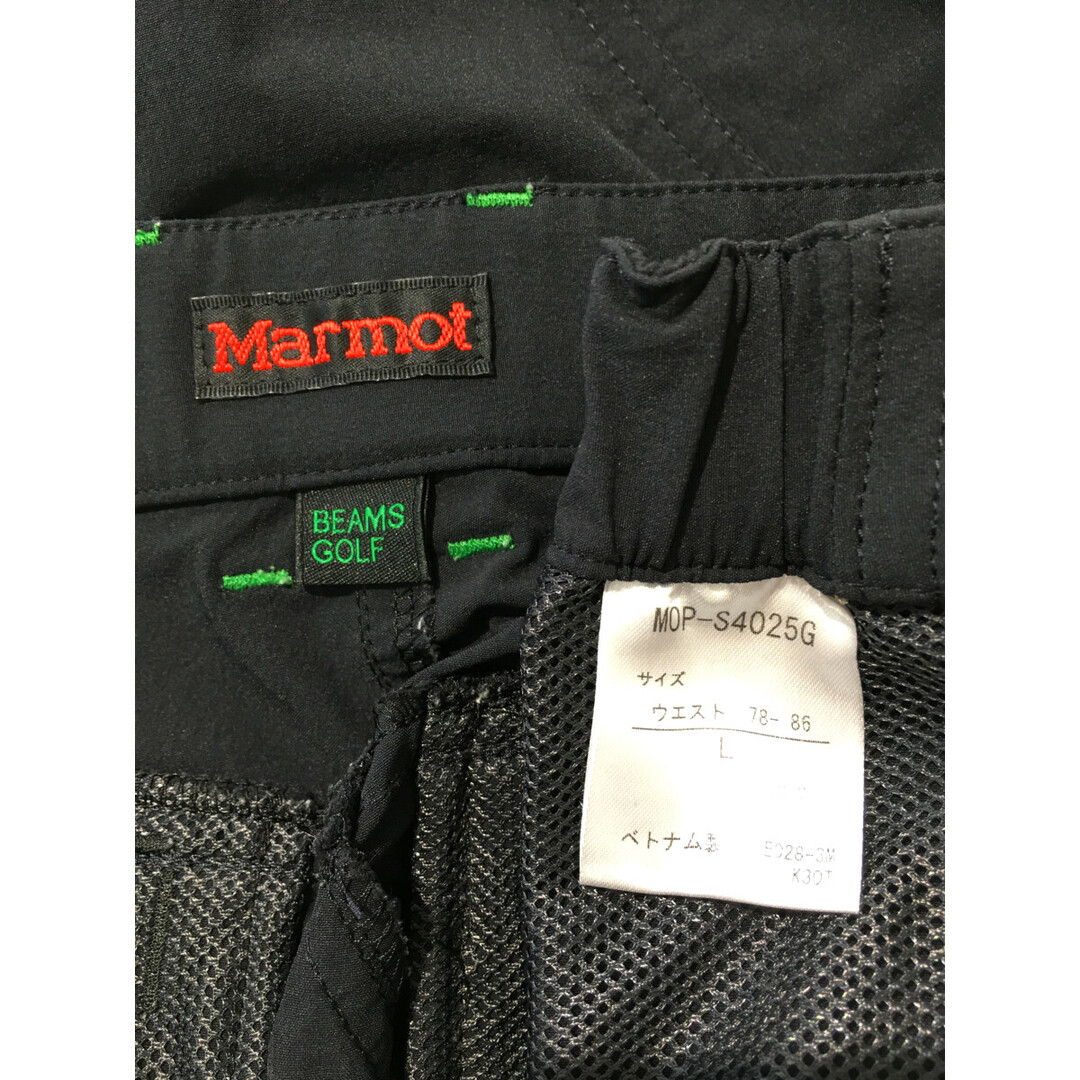 Marmot
BEAMS
GOLF
MOP-S4025G
サイズ
ウエスト 78- 86
L
ベトナム製
K30T